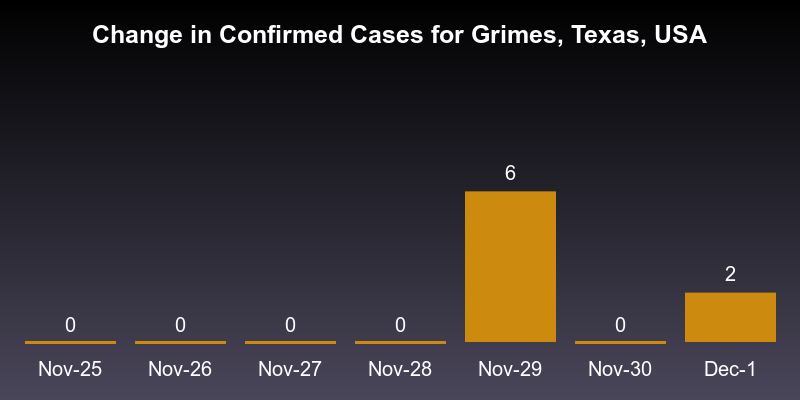 Change in Confirmed Cases for Grimes, Texas, USA
6
2
0 0 0 0 0
Nov-25 Nov-26 Nov-27 Nov-28 Nov-29 Nov-30 Dec-1